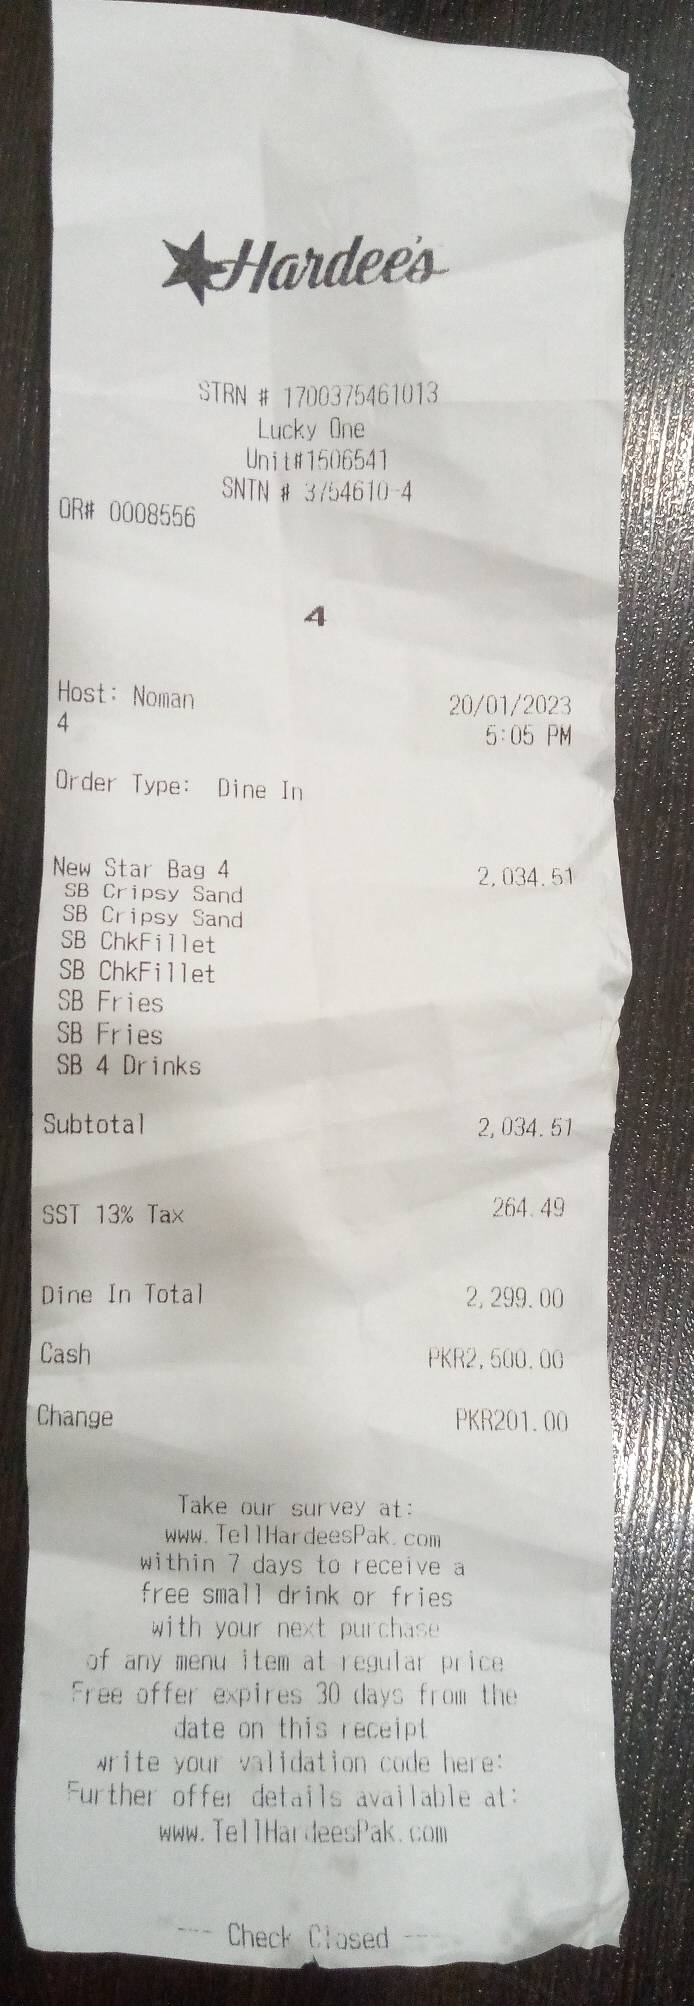 Hardee's
STRN # 1700375461013
Lucky One
Unit#1506541
SNTN # 3754610-4
OR# 0008556
4
Host: Noman 20/01/2023
4 5:05 PM
Order Type: Dine In
New Star Bag 4 2,034.51
SB Cripsy Sand
SB Cripsy Sand
SB ChkFillet
SB ChkFillet
SB Fries
SB Fries
SB 4 Drinks
Subtotal 2,034.51
SST 13% Tax 264.49
Dine In Total 2,299.00
Cash PKR2,500.00
Change PKR201.00
Take our survey at:
www.TellHardeesPak.com
within 7 days to receive a
free small drink or fries
with your next purchase
of any menu item at regular price
Free offer expires 30 days from the
date on this receipt
write your validation code here:
Further offer details available at:
www.TellHardeesPak.com
--- Check Closed ---